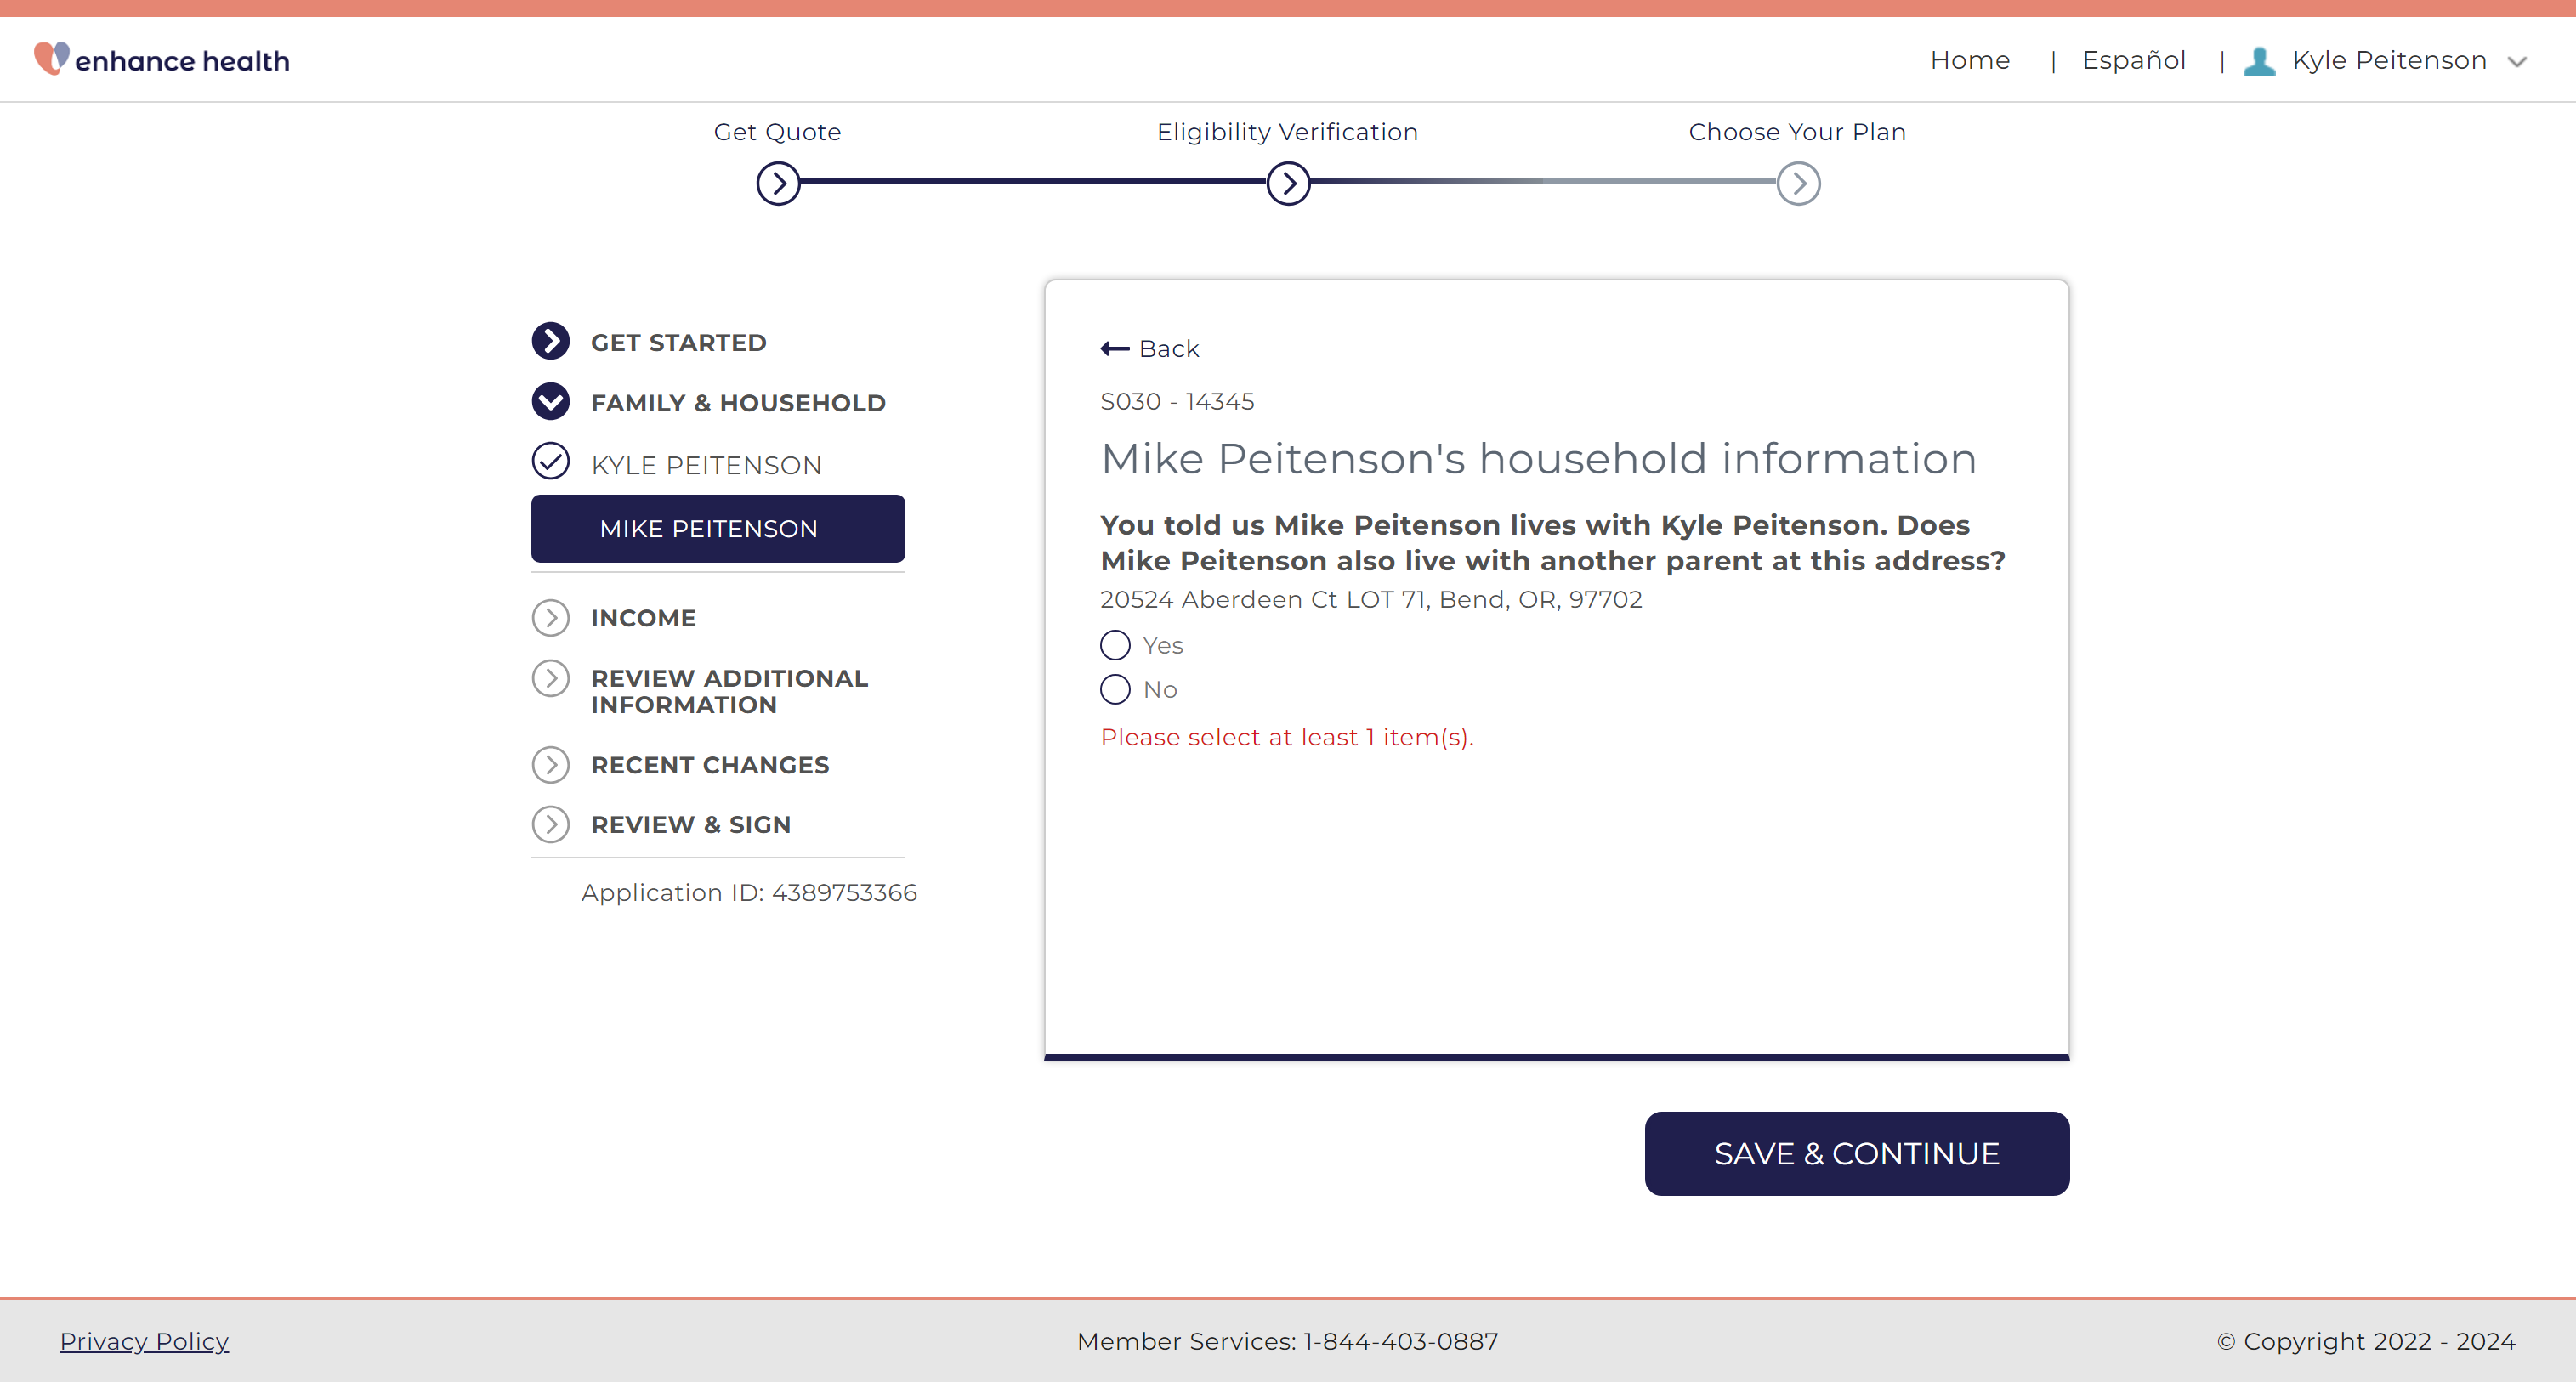 enhance health
Home | Español | Kyle Peitenson
Get Quote
Eligibility Verification
Choose Your Plan
GET STARTED
FAMILY & HOUSEHOLD
KYLE PEITENSON
MIKE PEITENSON
INCOME
REVIEW ADDITIONAL
INFORMATION
RECENT CHANGES
REVIEW & SIGN
Application ID: 4389753366
Back
S030 - 14345
Mike Peitenson's household information
You told us Mike Peitenson lives with Kyle Peitenson. Does
Mike Peitenson also live with another parent at this address?
20524 Aberdeen Ct LOT 71, Bend, OR, 97702
Yes
No
Please select at least 1 item(s).
SAVE & CONTINUE
Privacy Policy
Member Services: 1-844-403-0887
© Copyright 2022 - 2024